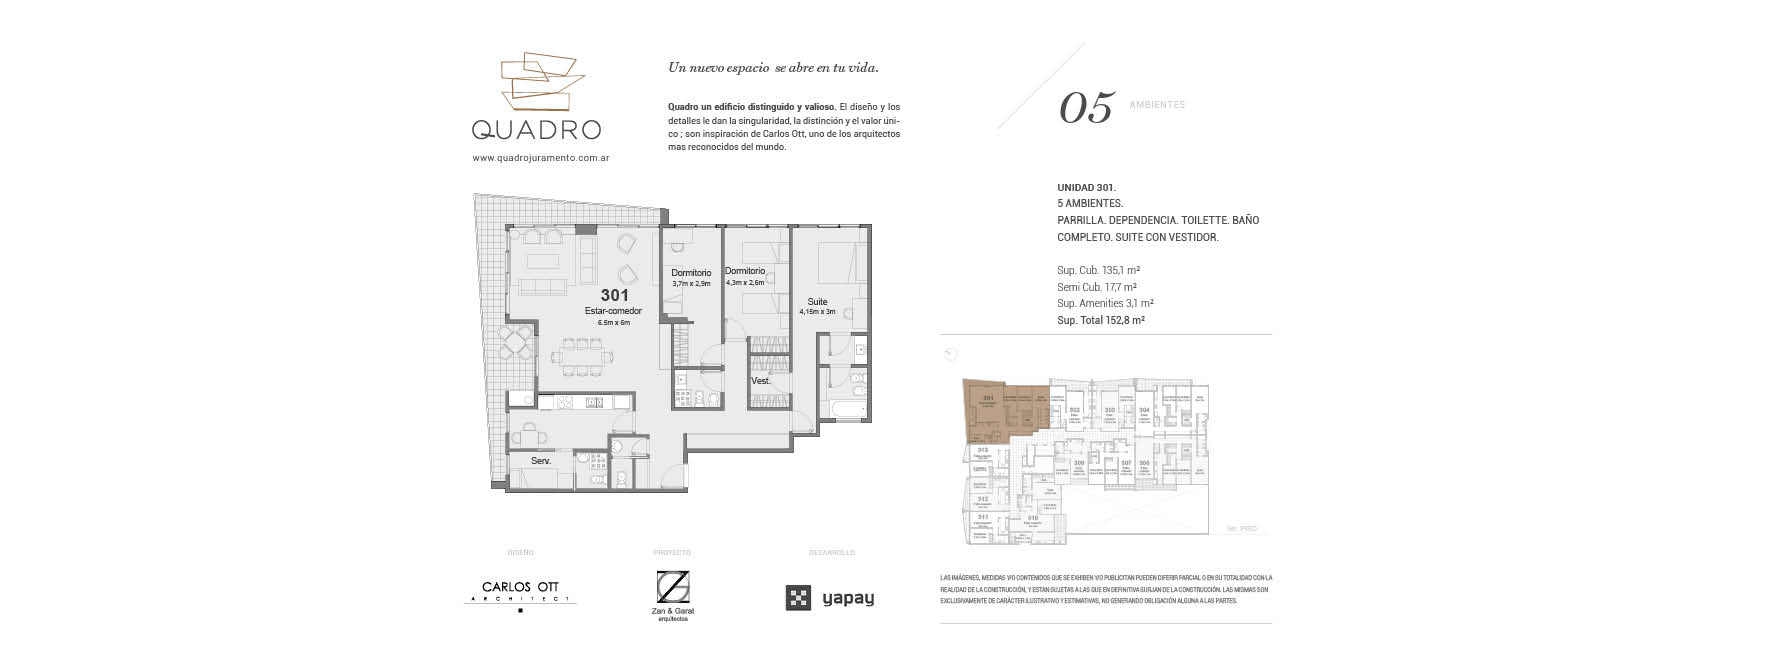 QUADRO
www.quadrojuramento.com.ar
Un nuevo espacio se abre en tu vida.
Quadro un edificio distinguido y valioso. El diseño y los
detalles le dan la singularidad, la distinción y el valor úni-
co ; son inspiración de Carlos Ott, uno de los arquitectos
mas reconocidos del mundo.
Dormitorio
3,7m x 2,9m
Dormitorio
4,3m x 2,6m
Suite
4,15m x 3m
301
Estar-comedor
6.5m x 6m
Vest.
Serv.
DISEÑO
CARLOS OTT
ARCHITECT
PROYECTO
Zan & Garat
arquitectos
DESARROLLO
yapay
05
AMBIENTES
UNIDAD 301.
5 AMBIENTES.
PARRILLA. DEPENDENCIA. TOILETTE. BAÑO
COMPLETO. SUITE CON VESTIDOR.
Sup. Cub. 135,1 m²
Semi Cub. 17,7 m²
Sup. Amenities 3,1 m²
Sup. Total 152,8 m²
301
302
303
304
313
309
307
306
312
311
310
3er. PISO
LAS IMÁGENES, MEDIDAS Y/O CONTENIDOS QUE SE EXHIBEN Y/O PUBLICITAN PUEDEN DIFERIR PARCIAL O EN SU TOTALIDAD CON LA
REALIDAD DE LA CONSTRUCCIÓN, Y ESTAN SUJETAS A LAS QUE EN DEFINITIVA SURJAN DE LA CONSTRUCCIÓN. LAS MISMAS SON
EXCLUSIVAMENTE DE CARÁCTER ILUSTRATIVO Y ESTIMATIVAS, NO GENERANDO OBLIGACIÓN ALGUNA A LAS PARTES.